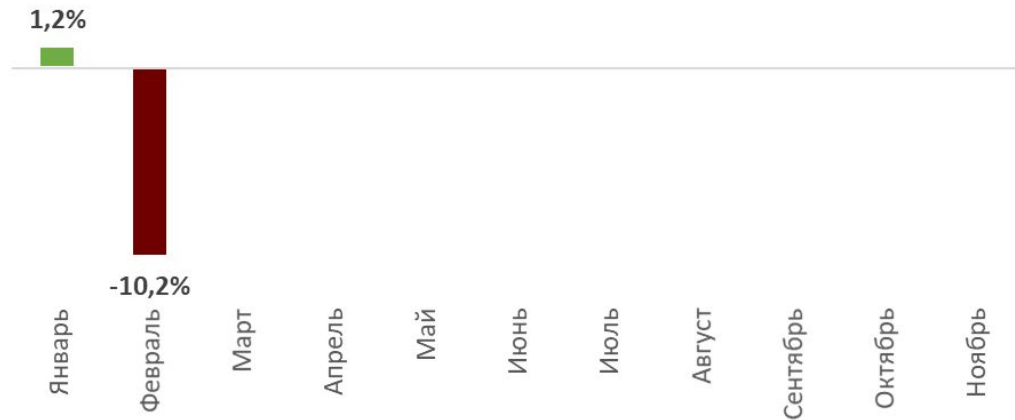 1,2%
-10,2%
Январь
Февраль
Март
Апрель
Май
Июнь
Июль
Август
Сентябрь
Октябрь
Ноябрь